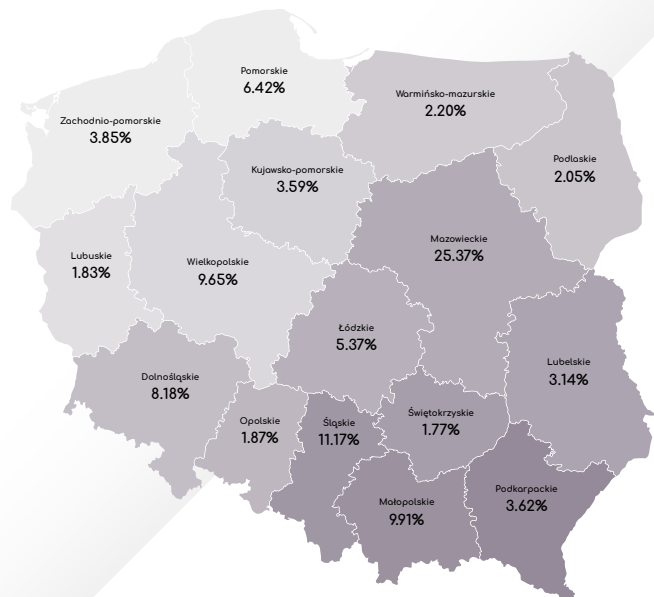 Pomorskie
6.42%
Warmińsko-mazurskie
2.20%
Zachodnio-pomorskie
3.85%
Podlaskie
2.05%
Kujawsko-pomorskie
3.59%
Mazowieckie
25.37%
Lubuskie
1.83%
Wielkopolskie
9.65%
Łódzkie
5.37%
Lubelskie
3.14%
Dolnośląskie
8.18%
Opolskie
1.87%
Śląskie
11.17%
Świętokrzyskie
1.77%
Podkarpackie
3.62%
Małopolskie
9.91%